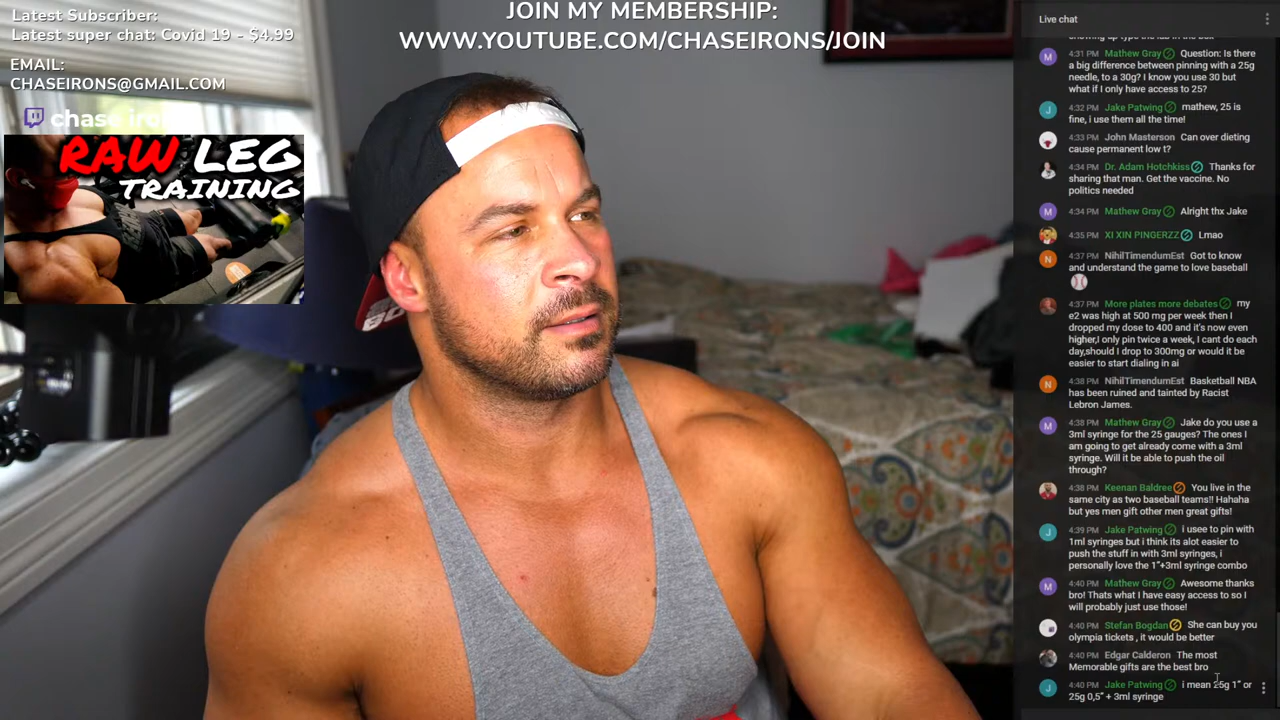 Latest Subscriber:
Latest super chat: Covid 19 - $4.99
EMAIL:
CHASEIRONS@GMAIL.COM
chase iro
RAW LEG
TRAINING
JOIN MY MEMBERSHIP:
WWW.YOUTUBE.COM/CHASEIRONS/JOIN
Live chat
4:31 PM Mathew Gray Question: Is there
a big difference between pinning with a 25g
needle, to a 30g? I know you use 30 but
what if I only have access to 25?
4:32 PM Jake Patwing mathew, 25 is
fine, i use them all the time!
4:33 PM John Masterson Can over dieting
cause permanent low t?
4:34 PM Dr. Adam Hotchkiss Thanks for
sharing that man. Get the vaccine. No
politics needed
4:34 PM Mathew Gray Alright thx Jake
4:35 PM XI XIN PINGERZZ Lmao
4:37 PM NihilTimendumEst Got to know
and understand the game to love baseball
4:37 PM More plates more debates my
e2 was high at 500 mg per week then I
dropped my dose to 400 and it's now even
higher,I only pin twice a week, I cant do each
day,should I drop to 300mg or would it be
easier to start dialing in ai
4:38 PM NihilTimendumEst Basketball NBA
has been ruined and tainted by Racist
Lebron James.
4:38 PM Mathew Gray Jake do you use a
3ml syringe for the 25 gauges? The ones I
am going to get already come with a 3ml
syringe. Will it be able to push the oil
through?
4:38 PM Keenan Baldree You live in the
same city as two baseball teams!! Hahaha
but yes men gift other men great gifts!
4:39 PM Jake Patwing i usee to pin with
1ml syringes but i think its alot easier to
push the stuff in with 3ml syringes, i
personally love the 1"+3ml syringe combo
4:40 PM Mathew Gray Awesome thanks
bro! Thats what I have easy access to so I
will probably just use those!
4:40 PM Stefan Bogdan She can buy you
olympia tickets , it would be better
4:40 PM Edgar Calderon The most
Memorable gifts are the best bro
4:40 PM Jake Patwing i mean 25g 1" or
25g 0,5" + 3ml syringe